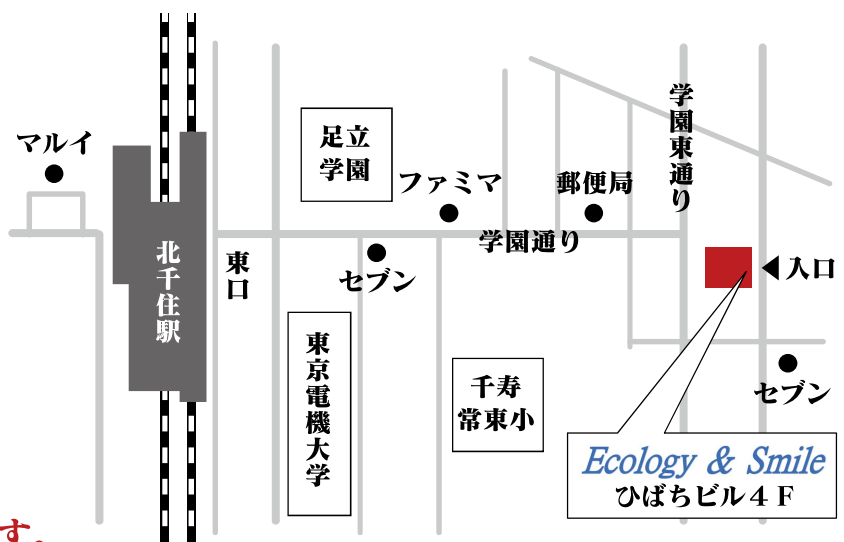 マルイ
北千住駅
東口
足立
学園
ファミマ
郵便局
学園東通り
学園通り
セブン
入口
東京電機大学
千寿
常東小
セブン
Ecology & Smile
ひばちビル４Ｆ
す。